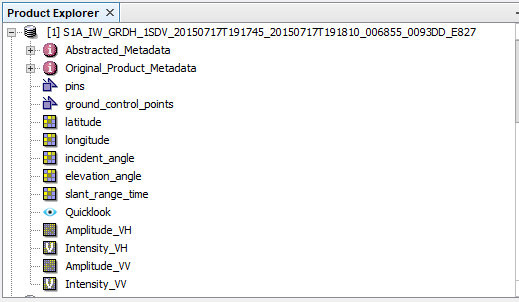 Product Explorer
[1] S1A_IW_GRDH_1SDV_20150717T191745_20150717T191810_006855_0093DD_E827
Abstracted_Metadata
Original_Product_Metadata
pins
ground_control_points
latitude
longitude
incident_angle
elevation_angle
slant_range_time
Quicklook
Amplitude_VH
Intensity_VH
Amplitude_VV
Intensity_VV